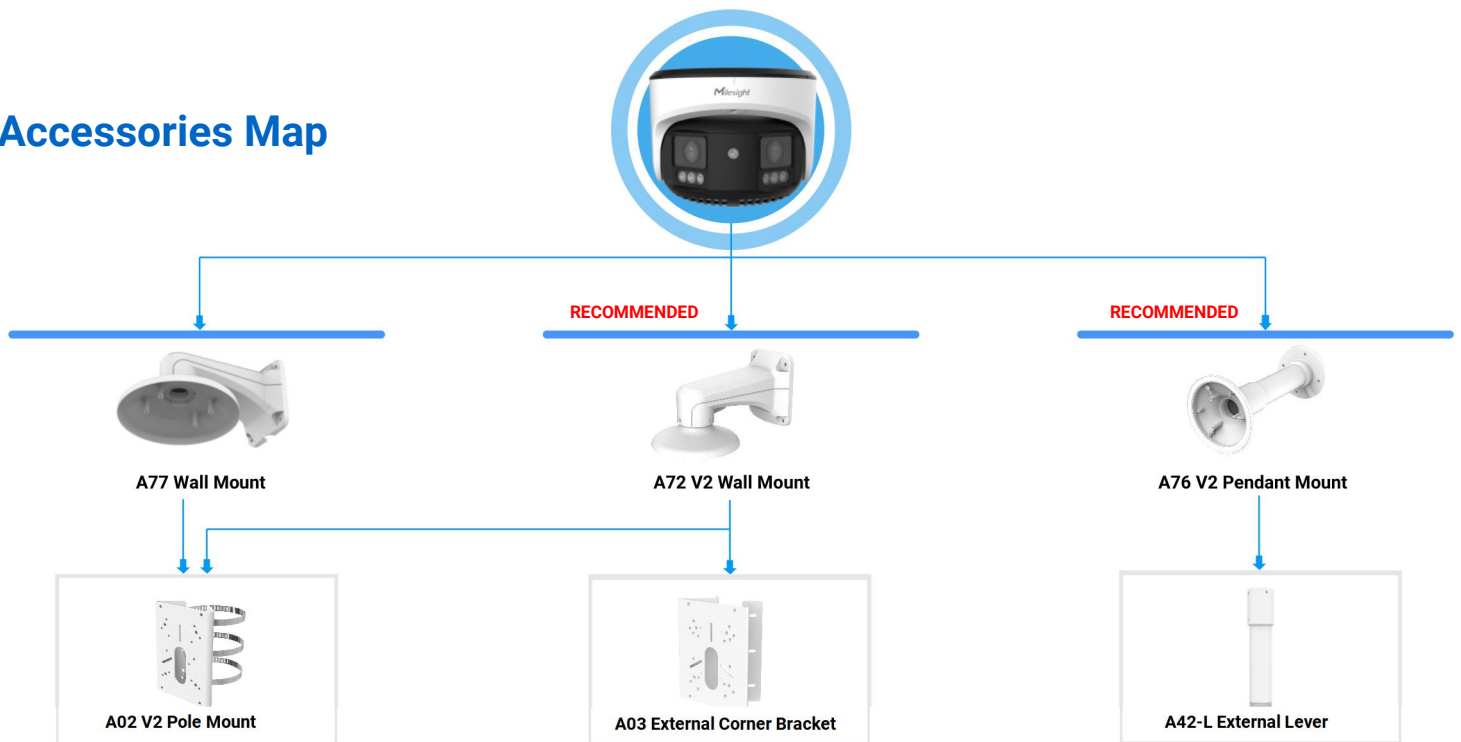 Milesight
Accessories Map
RECOMMENDED
RECOMMENDED
A77 Wall Mount
A72 V2 Wall Mount
A76 V2 Pendant Mount
A02 V2 Pole Mount
A03 External Corner Bracket
A42-L External Lever